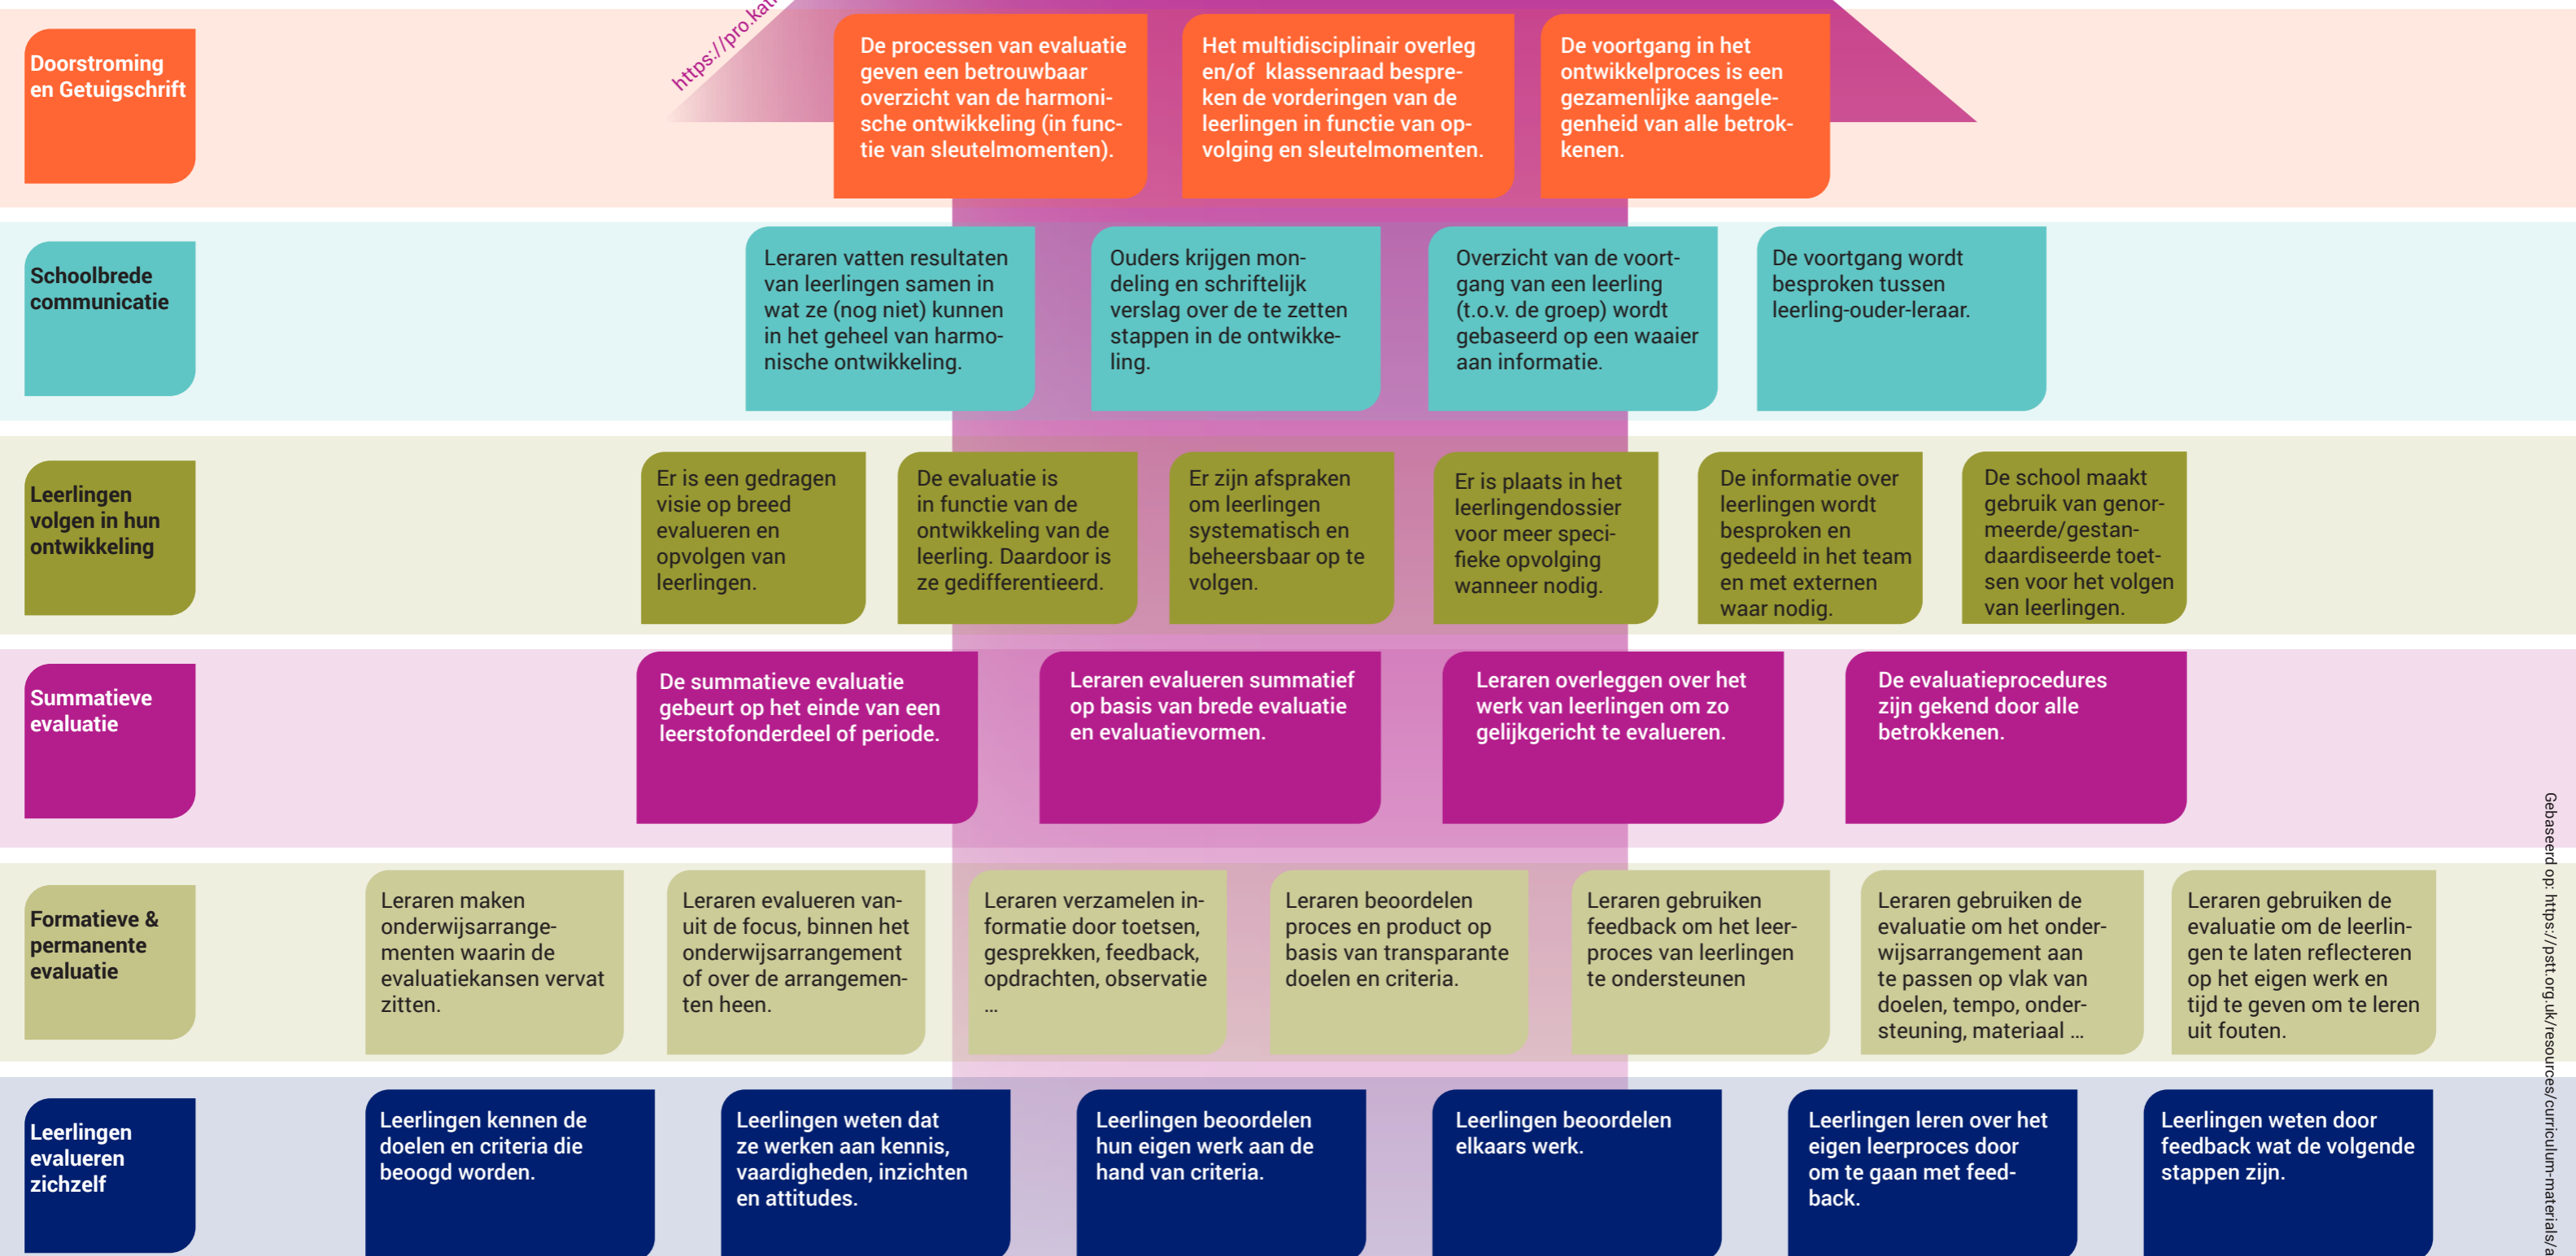 https://pro.kat
Doorstroming
en Getuigschrift
De processen van evaluatie
geven een betrouwbaar
overzicht van de harmoni-
sche ontwikkeling (in func-
tie van sleutelmomenten).
Het multidisciplinair overleg
en/of  klassenraad bespre-
ken de vorderingen van de
leerlingen in functie van op-
volging en sleutelmomenten.
De voortgang in het
ontwikkelproces is een
gezamenlijke aangele-
genheid van alle betrok-
kenen.
Schoolbrede
communicatie
Leraren vatten resultaten
van leerlingen samen in
wat ze (nog niet) kunnen
in het geheel van harmo-
nische ontwikkeling.
Ouders krijgen mon-
deling en schriftelijk
verslag over de te zetten
stappen in de ontwikke-
ling.
Overzicht van de voort-
gang van een leerling
(t.o.v. de groep) wordt
gebaseerd op een waaier
aan informatie.
De voortgang wordt
besproken tussen
leerling-ouder-leraar.
Leerlingen
volgen in hun
ontwikkeling
Er is een gedragen
visie op breed
evalueren en
opvolgen van
leerlingen.
De evaluatie is
in functie van de
ontwikkeling van de
leerling. Daardoor is
ze gedifferentieerd.
Er zijn afspraken
om leerlingen
systematisch en
beheersbaar op te
volgen.
Er is plaats in het
leerlingendossier
voor meer speci-
fieke opvolging
wanneer nodig.
De informatie over
leerlingen wordt
besproken en
gedeeld in het team
en met externen
waar nodig.
De school maakt
gebruik van genor-
meerde/gestan-
daardiseerde toet-
sen voor het volgen
van leerlingen.
Summatieve
evaluatie
De summatieve evaluatie
gebeurt op het einde van een
leerstofonderdeel of periode.
Leraren evalueren summatief
op basis van brede evaluatie
en evaluatievormen.
Leraren overleggen over het
werk van leerlingen om zo
gelijkgericht te evalueren.
De evaluatieprocedures
zijn gekend door alle
betrokkenen.
Formatieve &
permanente
evaluatie
Leraren maken
onderwijsarrange-
menten waarin de
evaluatiekansen vervat
zitten.
Leraren evalueren van-
uit de focus, binnen het
onderwijsarrangement
of over de arrangemen-
ten heen.
Leraren verzamelen in-
formatie door toetsen,
gesprekken, feedback,
opdrachten, observatie
...
Leraren beoordelen
proces en product op
basis van transparante
doelen en criteria.
Leraren gebruiken
feedback om het leer-
proces van leerlingen
te ondersteunen
Leraren gebruiken de
evaluatie om het onder-
wijsarrangement aan
te passen op vlak van
doelen, tempo, onder-
steuning, materiaal ...
Leraren gebruiken de
evaluatie om de leerlin-
gen te laten reflecteren
op het eigen werk en
tijd te geven om te leren
uit fouten.
Leerlingen
evalueren
zichzelf
Leerlingen kennen de
doelen en criteria die
beoogd worden.
Leerlingen weten dat
ze werken aan kennis,
vaardigheden, inzichten
en attitudes.
Leerlingen beoordelen
hun eigen werk aan de
hand van criteria.
Leerlingen beoordelen
elkaars werk.
Leerlingen leren over het
eigen leerproces door
om te gaan met feed-
back.
Leerlingen weten door
feedback wat de volgende
stappen zijn.
Gebaseerd op: https://pstt.org.uk/resources/curriculum-materials/a